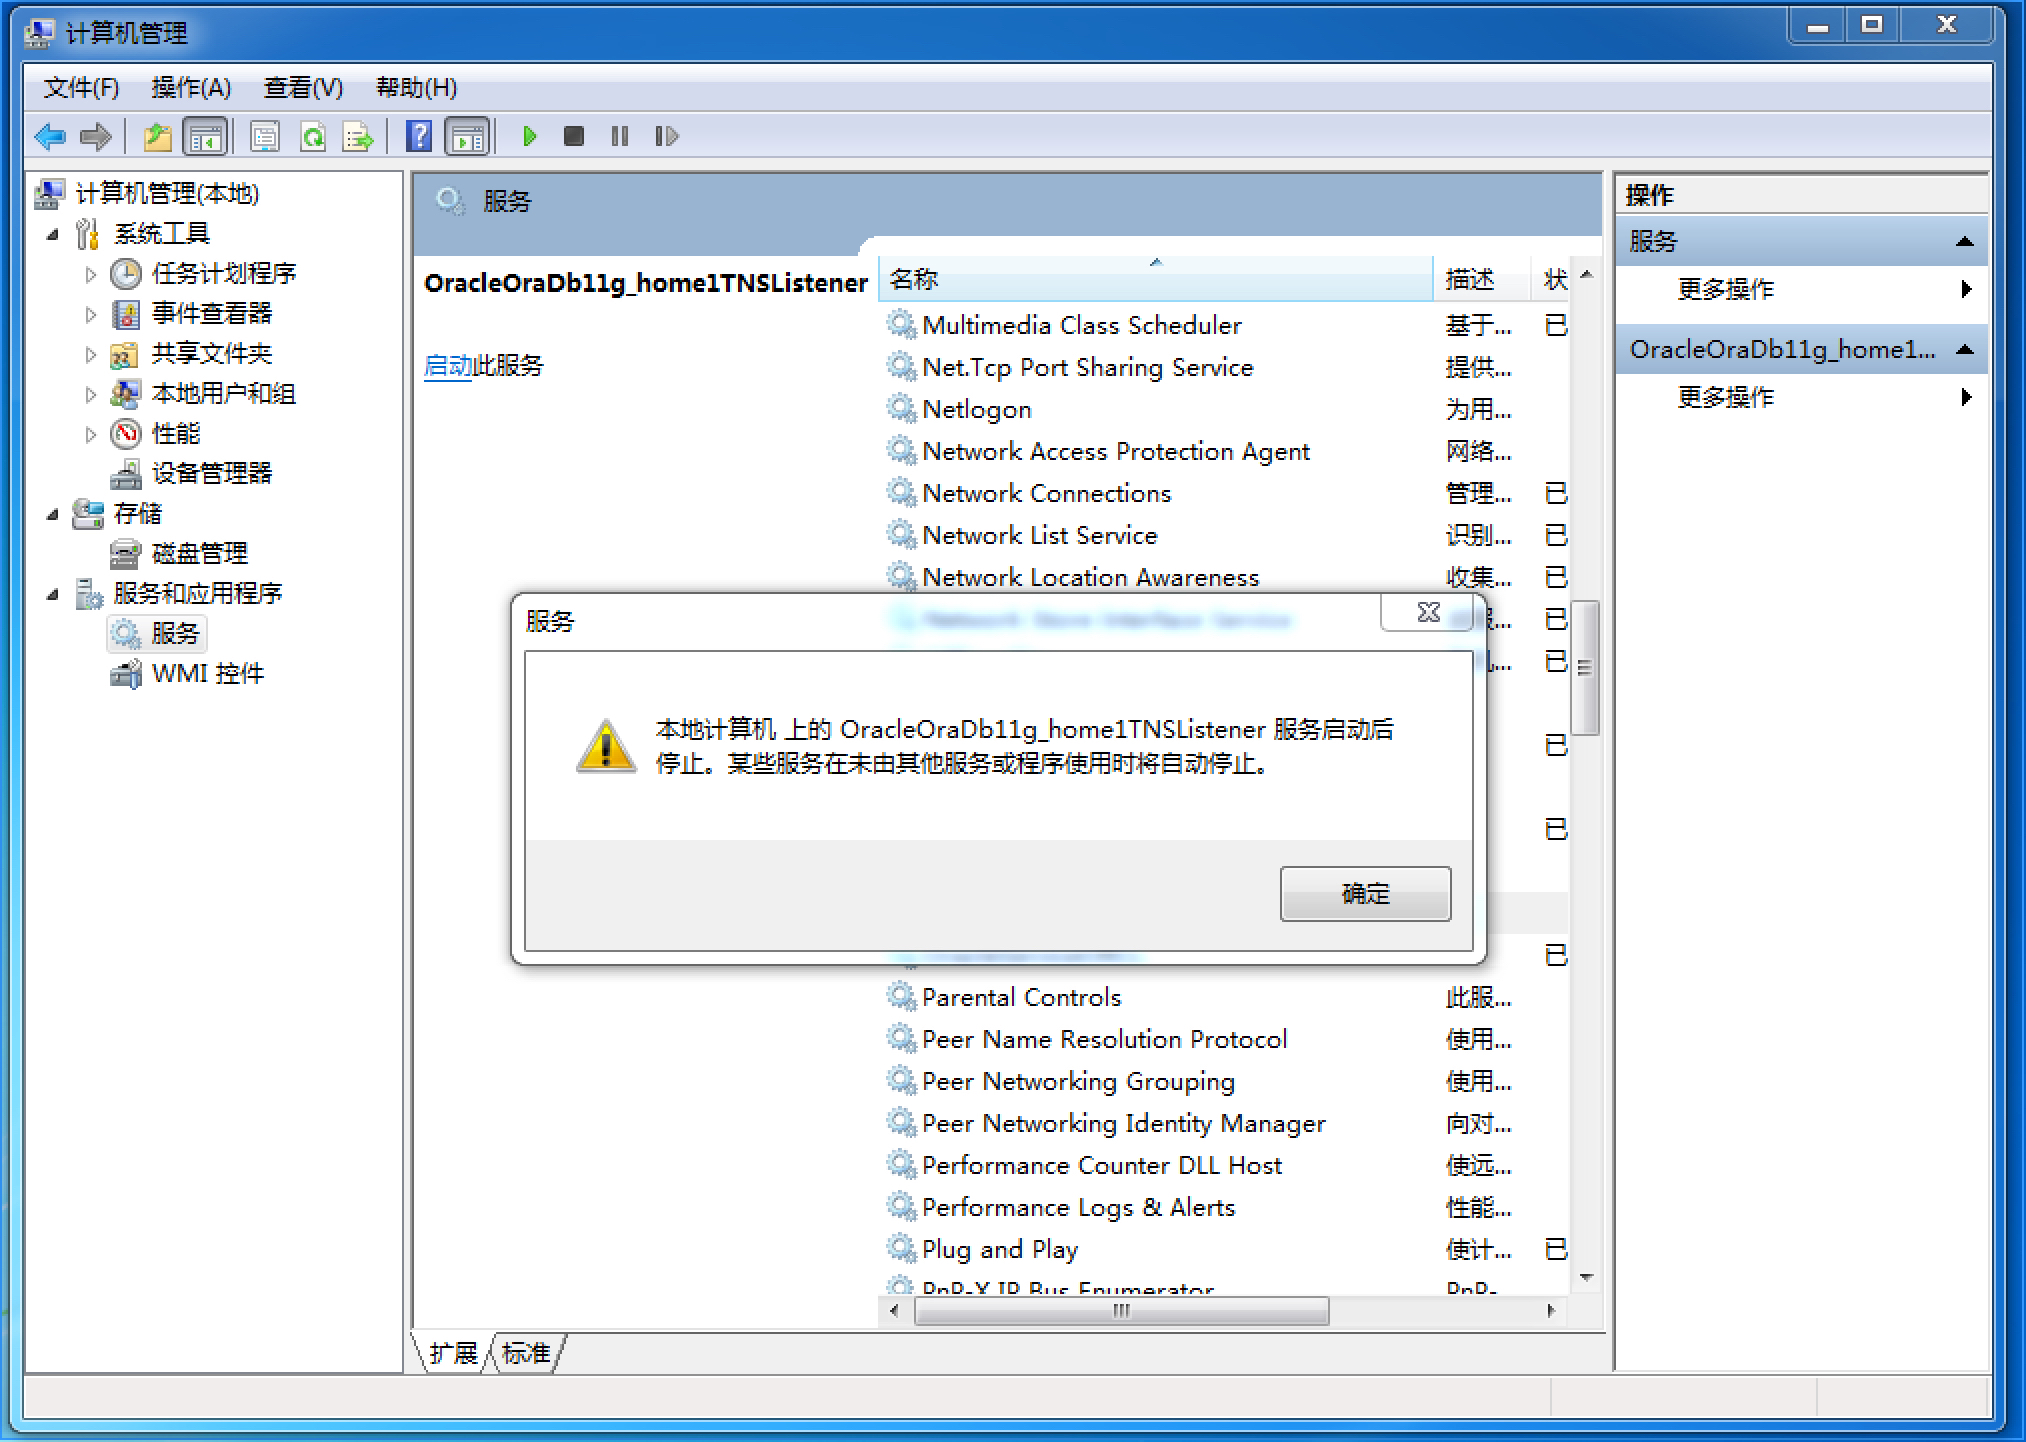 计算机管理
文件(F) 操作(A) 查看(V) 帮助(H)
计算机管理(本地)
系统工具
任务计划程序
事件查看器
共享文件夹
本地用户和组
性能
设备管理器
存储
磁盘管理
服务和应用程序
服务
WMI 控件
服务
OracleOraDb11g_home1TNSListener
启动此服务
名称 描述 状
Multimedia Class Scheduler 基于... 已
Net.Tcp Port Sharing Service 提供...
Netlogon 为用...
Network Access Protection Agent 网络...
Network Connections 管理... 已
Network List Service 识别... 已
Network Location Awareness 收集... 已
已
已
已
已
已
Parental Controls 此服...
Peer Name Resolution Protocol 使用...
Peer Networking Grouping 使用...
Peer Networking Identity Manager 向对...
Performance Counter DLL Host 使远...
Performance Logs & Alerts 性能...
Plug and Play 使计... 已
PnP-X IP Bus Enumerator PnP-
扩展 标准
服务
本地计算机 上的 OracleOraDb11g_home1TNSListener 服务启动后
停止。某些服务在未由其他服务或程序使用时将自动停止。
确定
操作
服务
更多操作
OracleOraDb11g_home1...
更多操作